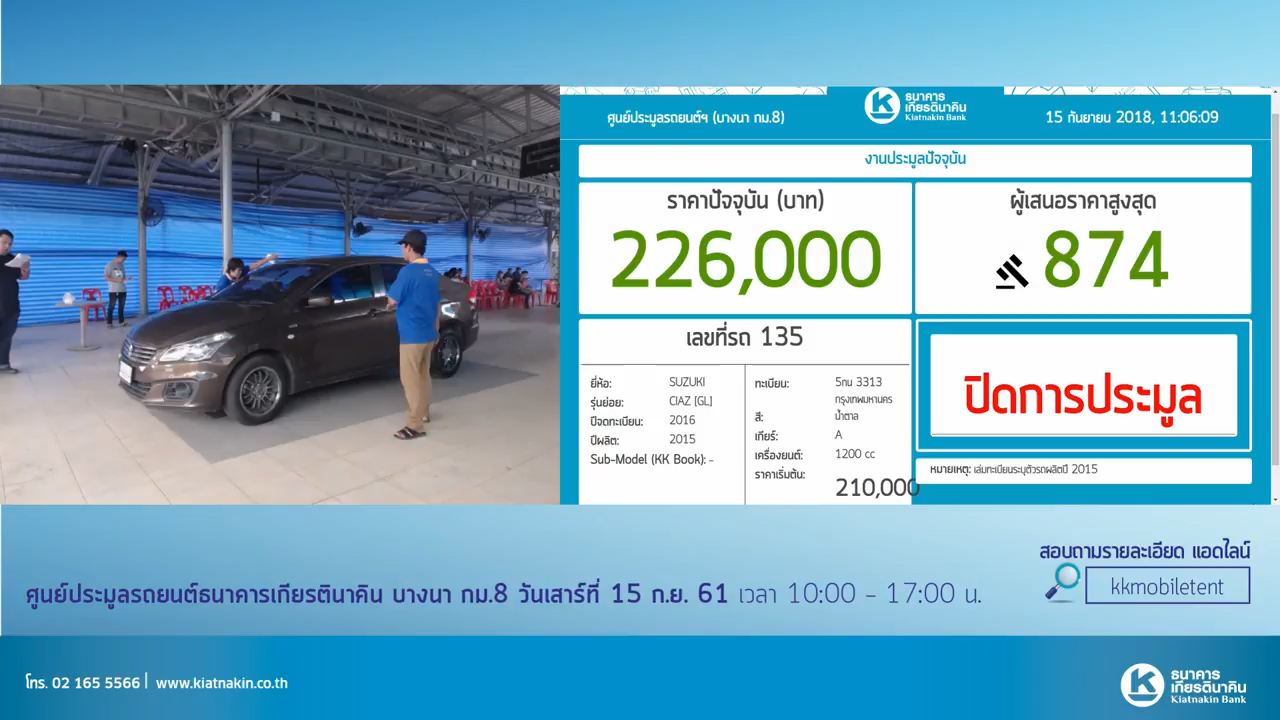 ศูนย์ประมูลรถยนต์ฯ (บางนา กม.8)
ธนาคาร
เกียรตินาคิน
Kiatnakin Bank
15 กันยายน 2018, 11:06:09
งานประมูลปัจจุบัน
ราคาปัจจุบัน (บาท)
226,000
ผู้เสนอราคาสูงสุด
874
เลขที่รถ 135
ยี่ห้อ: SUZUKI
รุ่นย่อย: CIAZ [GL]
ปีจดทะเบียน: 2016
ปีผลิต: 2015
Sub-Model (KK Book): -
ทะเบียน: 5กน 3313
กรุงเทพมหานคร
สี: น้ำตาล
เกียร์: A
เครื่องยนต์: 1200 cc
ราคาเริ่มต้น: 210,000
ปิดการประมูล
หมายเหตุ: เล่มทะเบียนระบุตัวรถผลิตปี 2015
สอบถามรายละเอียด แอดไลน์
kkmobiletent
ศูนย์ประมูลรถยนต์ธนาคารเกียรตินาคิน บางนา กม.8 วันเสาร์ที่ 15 ก.ย. 61 เวลา 10:00 - 17:00 น.
โทร. 02 165 5566 | www.kiatnakin.co.th
ธนาคาร
เกียรตินาคิน
Kiatnakin Bank